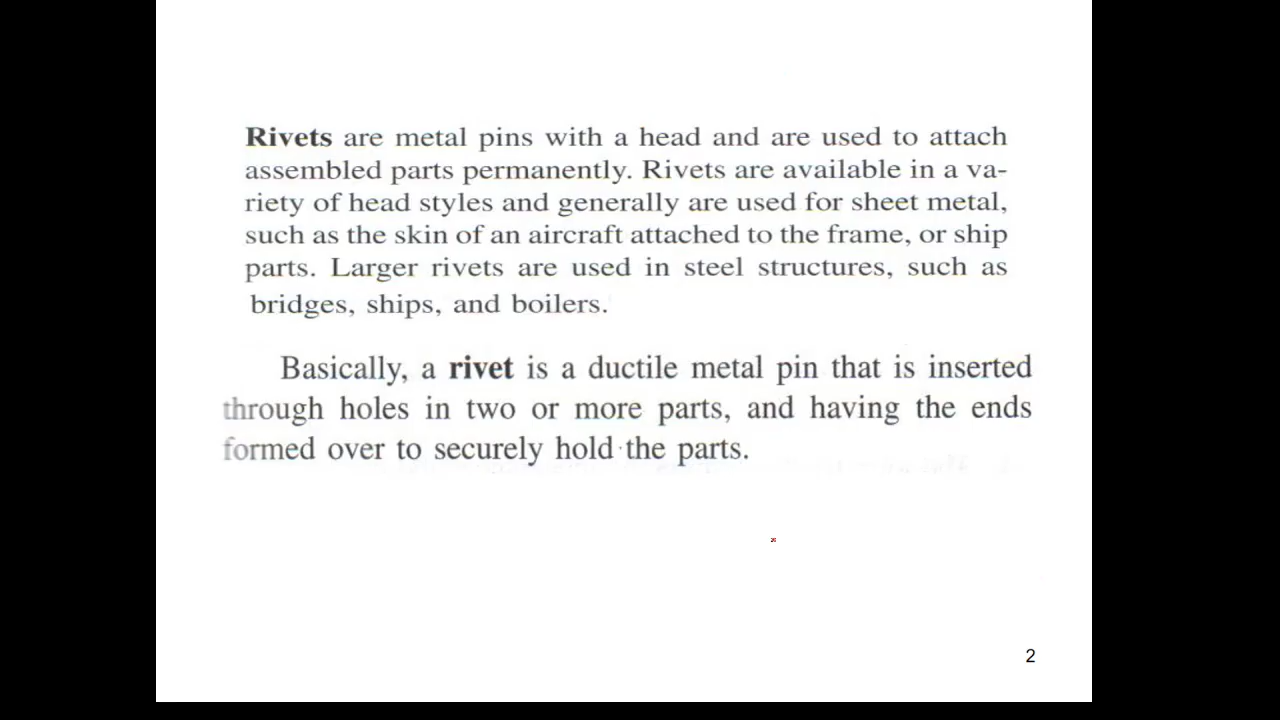 Rivets are metal pins with a head and are used to attach
assembled parts permanently. Rivets are available in a va-
riety of head styles and generally are used for sheet metal,
such as the skin of an aircraft attached to the frame, or ship
parts. Larger rivets are used in steel structures, such as
bridges, ships, and boilers.
Basically, a rivet is a ductile metal pin that is inserted
through holes in two or more parts, and having the ends
formed over to securely hold the parts.
2